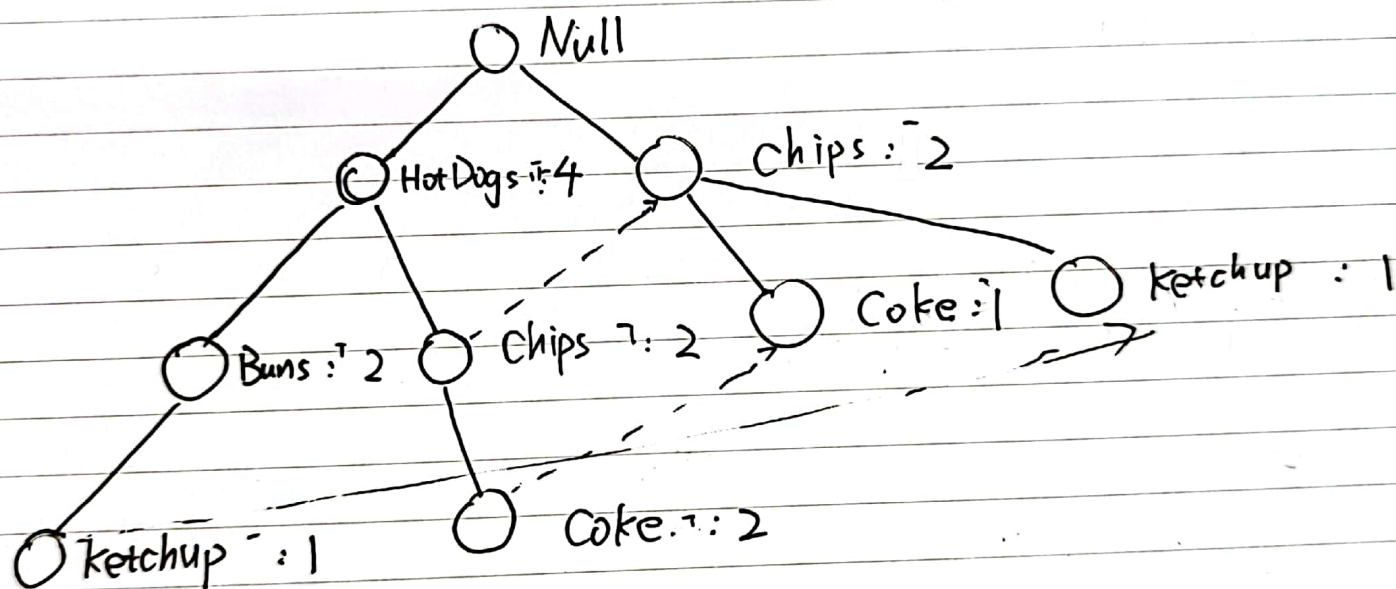 Null
HotDogs : 4
Chips : 2
Coke : 1
ketchup : 1
Buns : 2
Chips : 2
ketchup : 1
Coke : 2